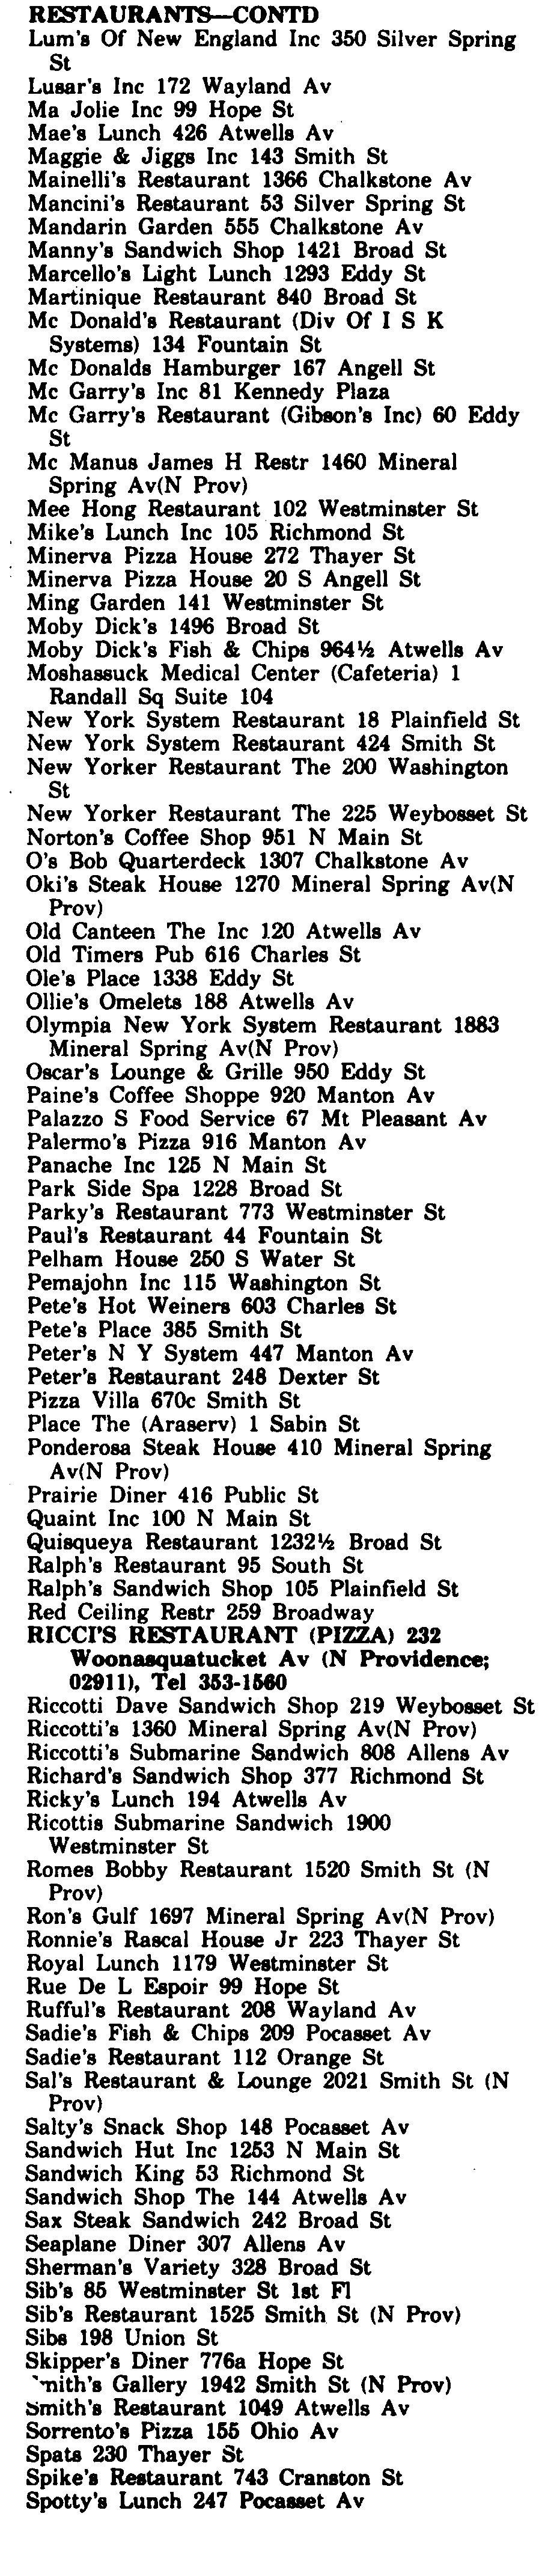 RESTAURANTS—CONTD
Lum's Of New England Inc 350 Silver Spring
St
Lusar's Inc 172 Wayland Av
Ma Jolie Inc 99 Hope St
Mae's Lunch 426 Atwells Av
Maggie & Jiggs Inc 143 Smith St
Mainelli's Restaurant 1366 Chalkstone Av
Mancini's Restaurant 53 Silver Spring St
Mandarin Garden 555 Chalkstone Av
Manny's Sandwich Shop 1421 Broad St
Marcello's Light Lunch 1293 Eddy St
Martinique Restaurant 840 Broad St
Mc Donald's Restaurant (Div Of I S K
Systems) 134 Fountain St
Mc Donalds Hamburger 167 Angell St
Mc Garry's Inc 81 Kennedy Plaza
Mc Garry's Restaurant (Gibson's Inc) 60 Eddy
St
Mc Manus James H Restr 1460 Mineral
Spring Av(N Prov)
Mee Hong Restaurant 102 Westminster St
Mike's Lunch Inc 105 Richmond St
Minerva Pizza House 272 Thayer St
Minerva Pizza House 20 S Angell St
Ming Garden 141 Westminster St
Moby Dick's 1496 Broad St
Moby Dick's Fish & Chips 964½ Atwells Av
Moshassuck Medical Center (Cafeteria) 1
Randall Sq Suite 104
New York System Restaurant 18 Plainfield St
New York System Restaurant 424 Smith St
New Yorker Restaurant The 200 Washington
St
New Yorker Restaurant The 225 Weybosset St
Norton's Coffee Shop 951 N Main St
O's Bob Quarterdeck 1307 Chalkstone Av
Oki's Steak House 1270 Mineral Spring Av(N
Prov)
Old Canteen The Inc 120 Atwells Av
Old Timers Pub 616 Charles St
Ole's Place 1338 Eddy St
Ollie's Omelets 188 Atwells Av
Olympia New York System Restaurant 1883
Mineral Spring Av(N Prov)
Oscar's Lounge & Grille 950 Eddy St
Paine's Coffee Shoppe 920 Manton Av
Palazzo S Food Service 67 Mt Pleasant Av
Palermo's Pizza 916 Manton Av
Panache Inc 125 N Main St
Park Side Spa 1228 Broad St
Parky's Restaurant 773 Westminster St
Paul's Restaurant 44 Fountain St
Pelham House 250 S Water St
Pemajohn Inc 115 Washington St
Pete's Hot Weiners 603 Charles St
Pete's Place 385 Smith St
Peter's N Y System 447 Manton Av
Peter's Restaurant 248 Dexter St
Pizza Villa 670c Smith St
Place The (Araserv) 1 Sabin St
Ponderosa Steak House 410 Mineral Spring
Av(N Prov)
Prairie Diner 416 Public St
Quaint Inc 100 N Main St
Quisqueya Restaurant 1232½ Broad St
Ralph's Restaurant 95 South St
Ralph's Sandwich Shop 105 Plainfield St
Red Ceiling Restr 259 Broadway
RICCI'S RESTAURANT (PIZZA) 232
Woonasquatucket Av (N Providence;
02911), Tel 353-1560
Riccotti Dave Sandwich Shop 219 Weybosset St
Riccotti's 1360 Mineral Spring Av(N Prov)
Riccotti's Submarine Sandwich 808 Allens Av
Richard's Sandwich Shop 377 Richmond St
Ricky's Lunch 194 Atwells Av
Ricottis Submarine Sandwich 1900
Westminster St
Romes Bobby Restaurant 1520 Smith St (N
Prov)
Ron's Gulf 1697 Mineral Spring Av(N Prov)
Ronnie's Rascal House Jr 223 Thayer St
Royal Lunch 1179 Westminster St
Rue De L Espoir 99 Hope St
Rufful's Restaurant 208 Wayland Av
Sadie's Fish & Chips 209 Pocasset Av
Sadie's Restaurant 112 Orange St
Sal's Restaurant & Lounge 2021 Smith St (N
Prov)
Salty's Snack Shop 148 Pocasset Av
Sandwich Hut Inc 1253 N Main St
Sandwich King 53 Richmond St
Sandwich Shop The 144 Atwells Av
Sax Steak Sandwich 242 Broad St
Seaplane Diner 307 Allens Av
Sherman's Variety 328 Broad St
Sib's 85 Westminster St 1st Fl
Sib's Restaurant 1525 Smith St (N Prov)
Sibs 198 Union St
Skipper's Diner 776a Hope St
Smith's Gallery 1942 Smith St (N Prov)
Smith's Restaurant 1049 Atwells Av
Sorrento's Pizza 155 Ohio Av
Spats 230 Thayer St
Spike's Restaurant 743 Cranston St
Spotty's Lunch 247 Pocasset Av